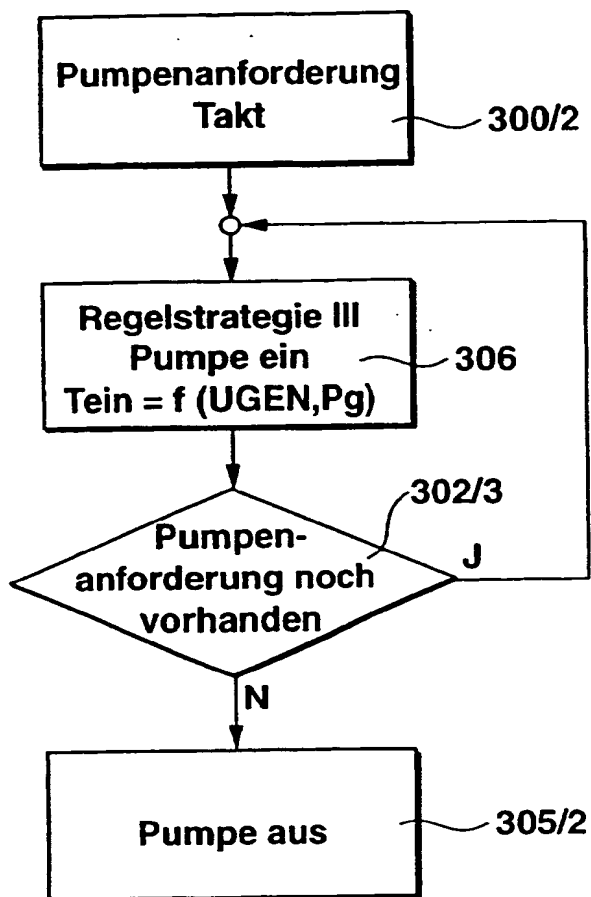 Pumpenanforderung
Takt
300/2
Regelstrategie III
Pumpe ein
Tein = f (UGEN,Pg)
306
302/3
Pumpen-
anforderung noch
vorhanden
J
N
Pumpe aus
305/2